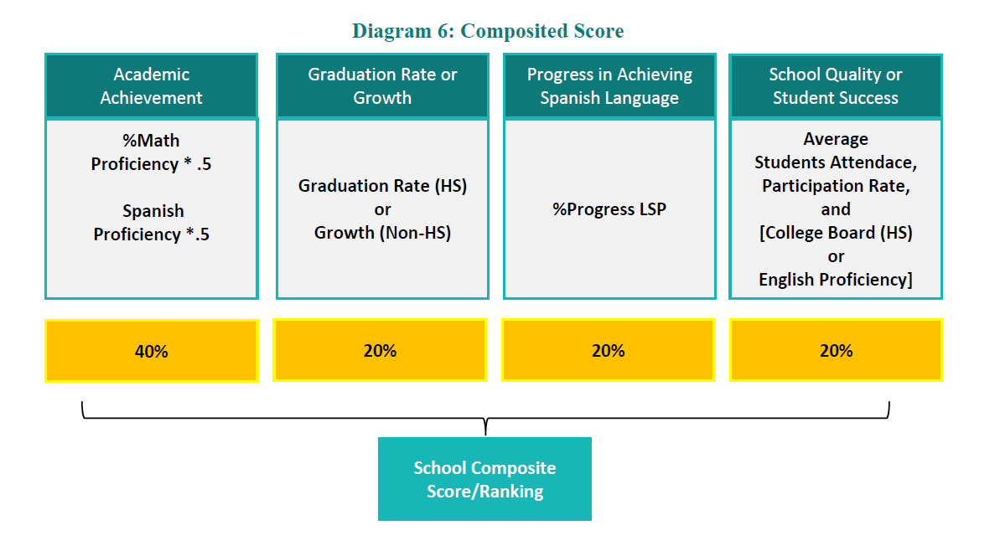 Diagram 6: Composited Score
Academic
Achievement
%Math
Proficiency * .5
Spanish
Proficiency *.5
40%
Graduation Rate or
Growth
Graduation Rate (HS)
or
Growth (Non-HS)
20%
Progress in Achieving
Spanish Language
%Progress LSP
20%
School Quality or
Student Success
Average
Students Attendace,
Participation Rate,
and
[College Board (HS)
or
English Proficiency]
20%
School Composite
Score/Ranking